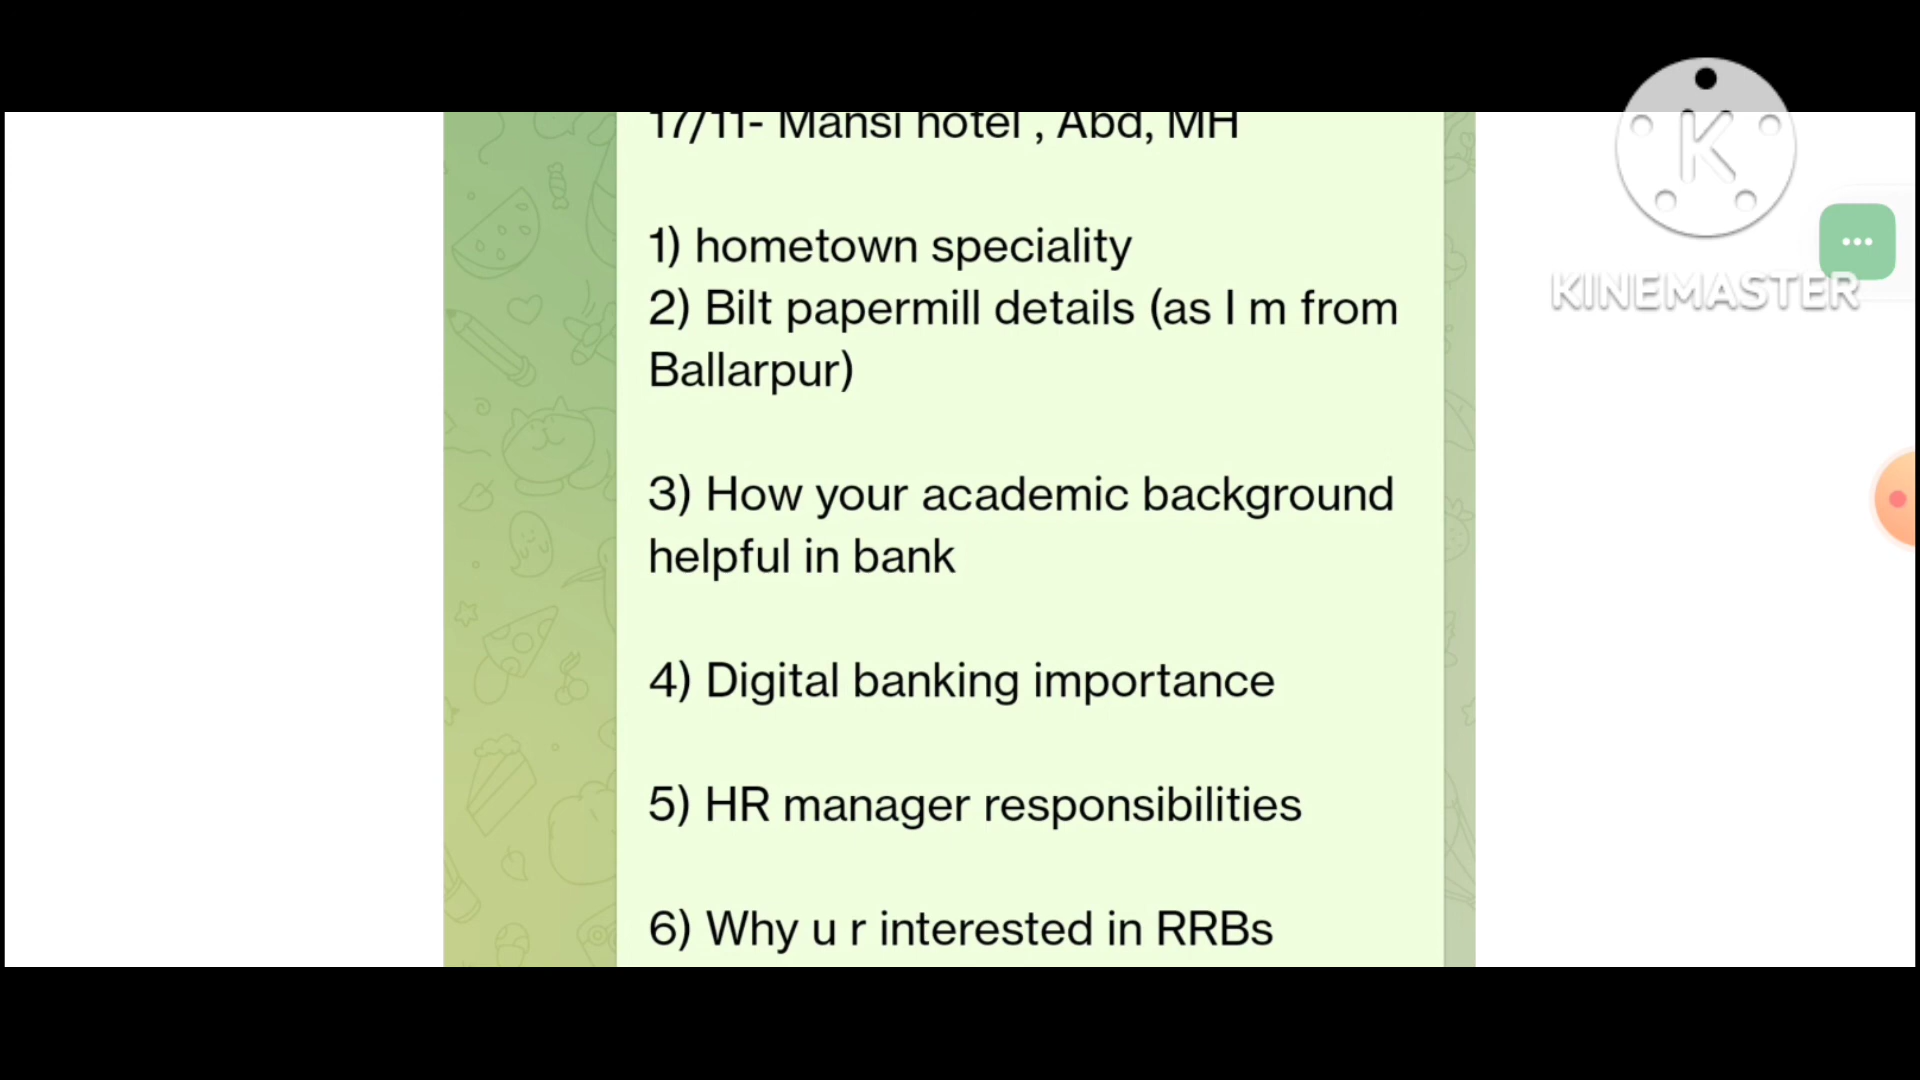 17/11- Mansi hotel , Abd, MH
1) hometown speciality
2) Bilt papermill details (as I m from
Ballarpur)
3) How your academic background
helpful in bank
4) Digital banking importance
5) HR manager responsibilities
6) Why u r interested in RRBs
K
KINEMASTER